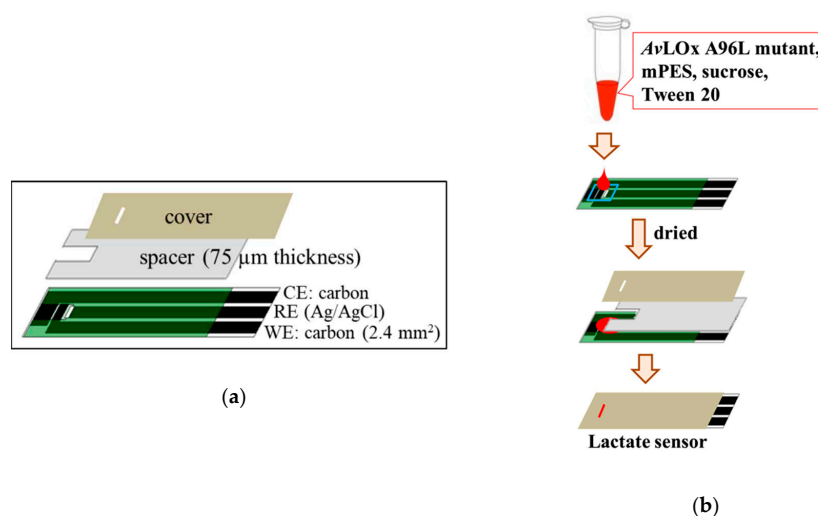 cover
spacer (75 µm thickness)
CE: carbon
RE (Ag/AgCl)
WE: carbon (2.4 mm²)
(a)
AvLOx A96L mutant,
mPES, sucrose,
Tween 20
dried
Lactate sensor
(b)